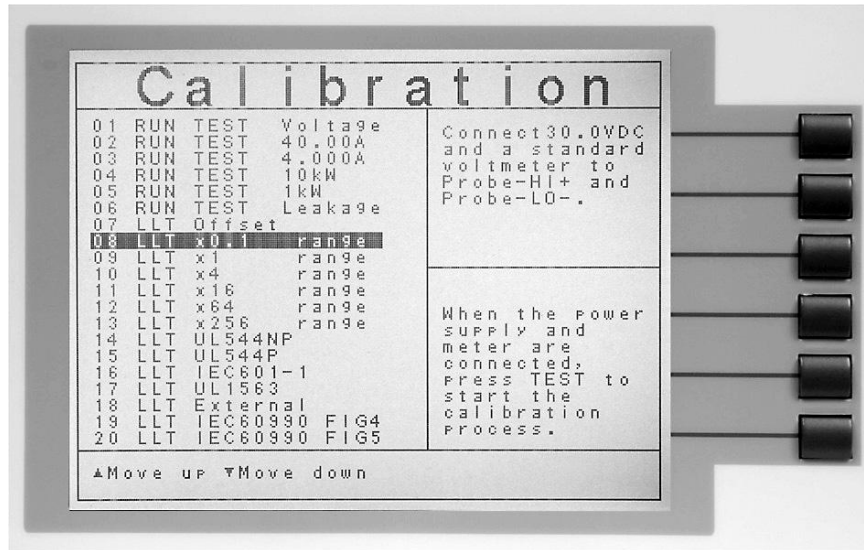 Calibration
01 RUN TEST Voltage
02 RUN TEST 40.00A
03 RUN TEST 4.000A
04 RUN TEST 10kW
05 RUN TEST 1kW
06 RUN TEST Leakage
07 LLT Offset
08 LLT x0.1 range
09 LLT x1 range
10 LLT x4 range
11 LLT x16 range
12 LLT x64 range
13 LLT x256 range
14 LLT UL544NP
15 LLT UL544P
16 LLT IEC601-1
17 LLT UL1563
18 LLT External
19 LLT IEC60990 FIG4
20 LLT IEC60990 FIG5
Connect30.0VDC
and a standard
voltmeter to
Probe-HI+ and
Probe-LO-.
When the power
supply and
meter are
connected,
press TEST to
start the
calibration
process.
▲Move up ▼Move down